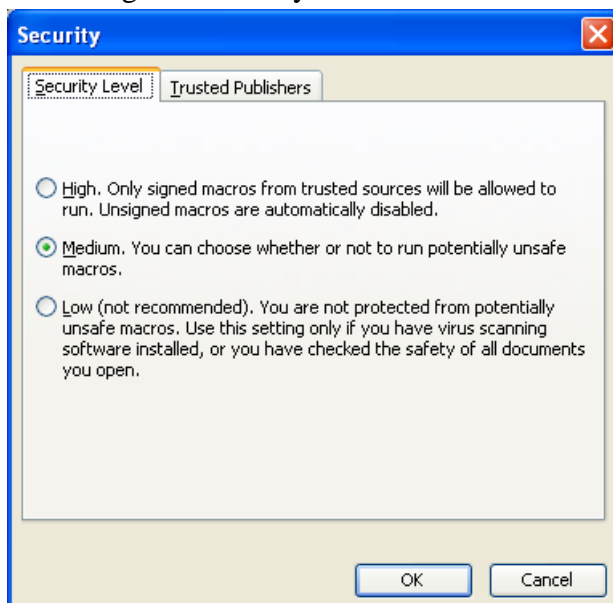 Security
Security Level Trusted Publishers
High. Only signed macros from trusted sources will be allowed to
run. Unsigned macros are automatically disabled.
Medium. You can choose whether or not to run potentially unsafe
macros.
Low (not recommended). You are not protected from potentially
unsafe macros. Use this setting only if you have virus scanning
software installed, or you have checked the safety of all documents
you open.
OK Cancel